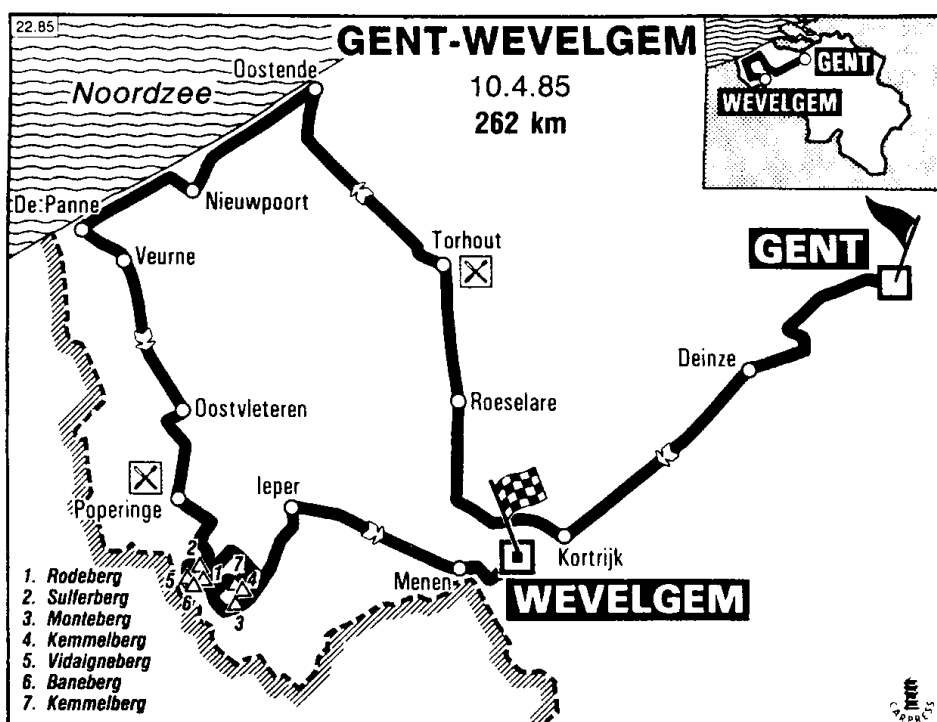 22.85
GENT-WEVELGEM
10.4.85
262 km
Noordzee
Oostende
GENT
WEVELGEM
De Panne
Nieuwpoort
Veurne
Torhout
GENT
Deinze
Oostvleteren
Roeselare
Poperinge
Ieper
Kortrijk
Menen
WEVELGEM
2
7
5
1
4
6
3
1. Rodeberg
2. Sulferberg
3. Monteberg
4. Kemmelberg
5. Vidaigneberg
6. Baneberg
7. Kemmelberg
CARPRESS